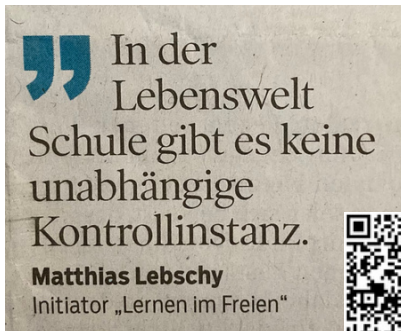 „ In der
Lebenswelt
Schule gibt es keine
unabhängige
Kontrollinstanz.
Matthias Lebschy
Initiator „Lernen im Freien“